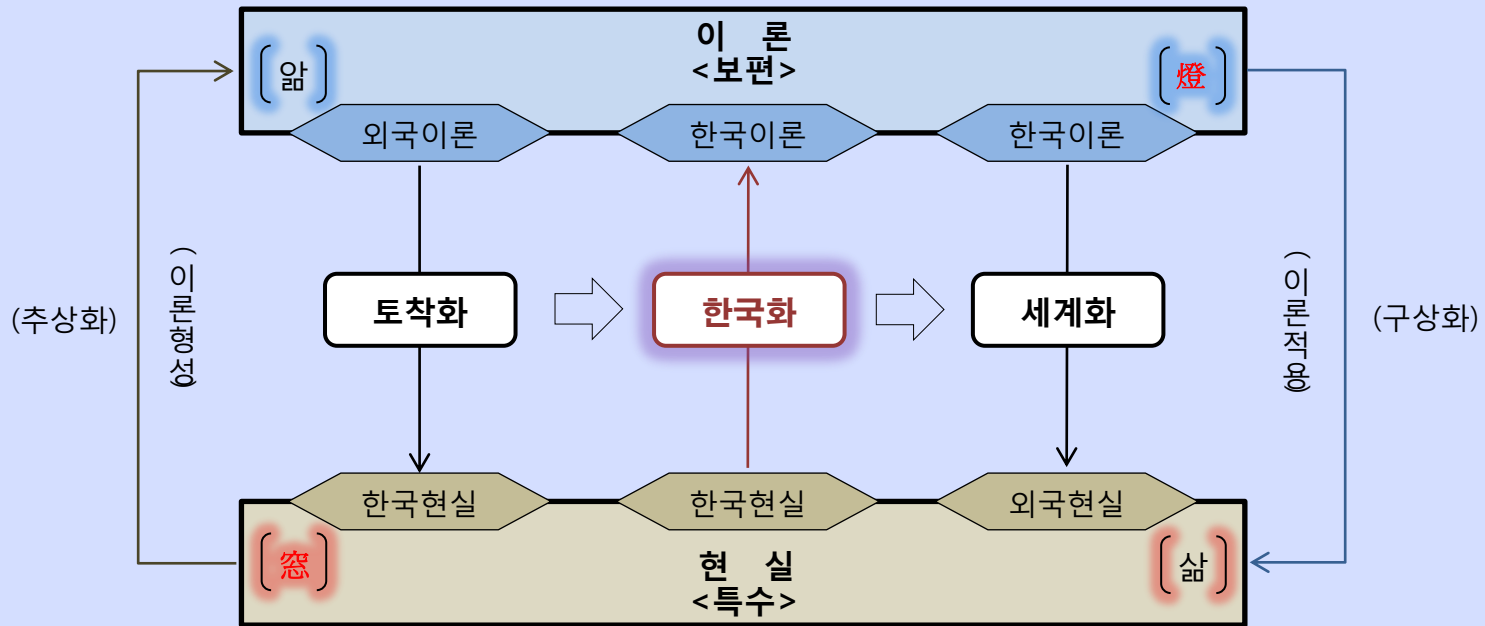 이 론
<보편>
〔앎〕
〔燈〕
외국이론
한국이론
한국이론
(추상화)
(이론형성)
토착화
한국화
세계화
(이론적용)
(구상화)
한국현실
한국현실
외국현실
〔窓〕
현 실
<특수>
〔삶〕